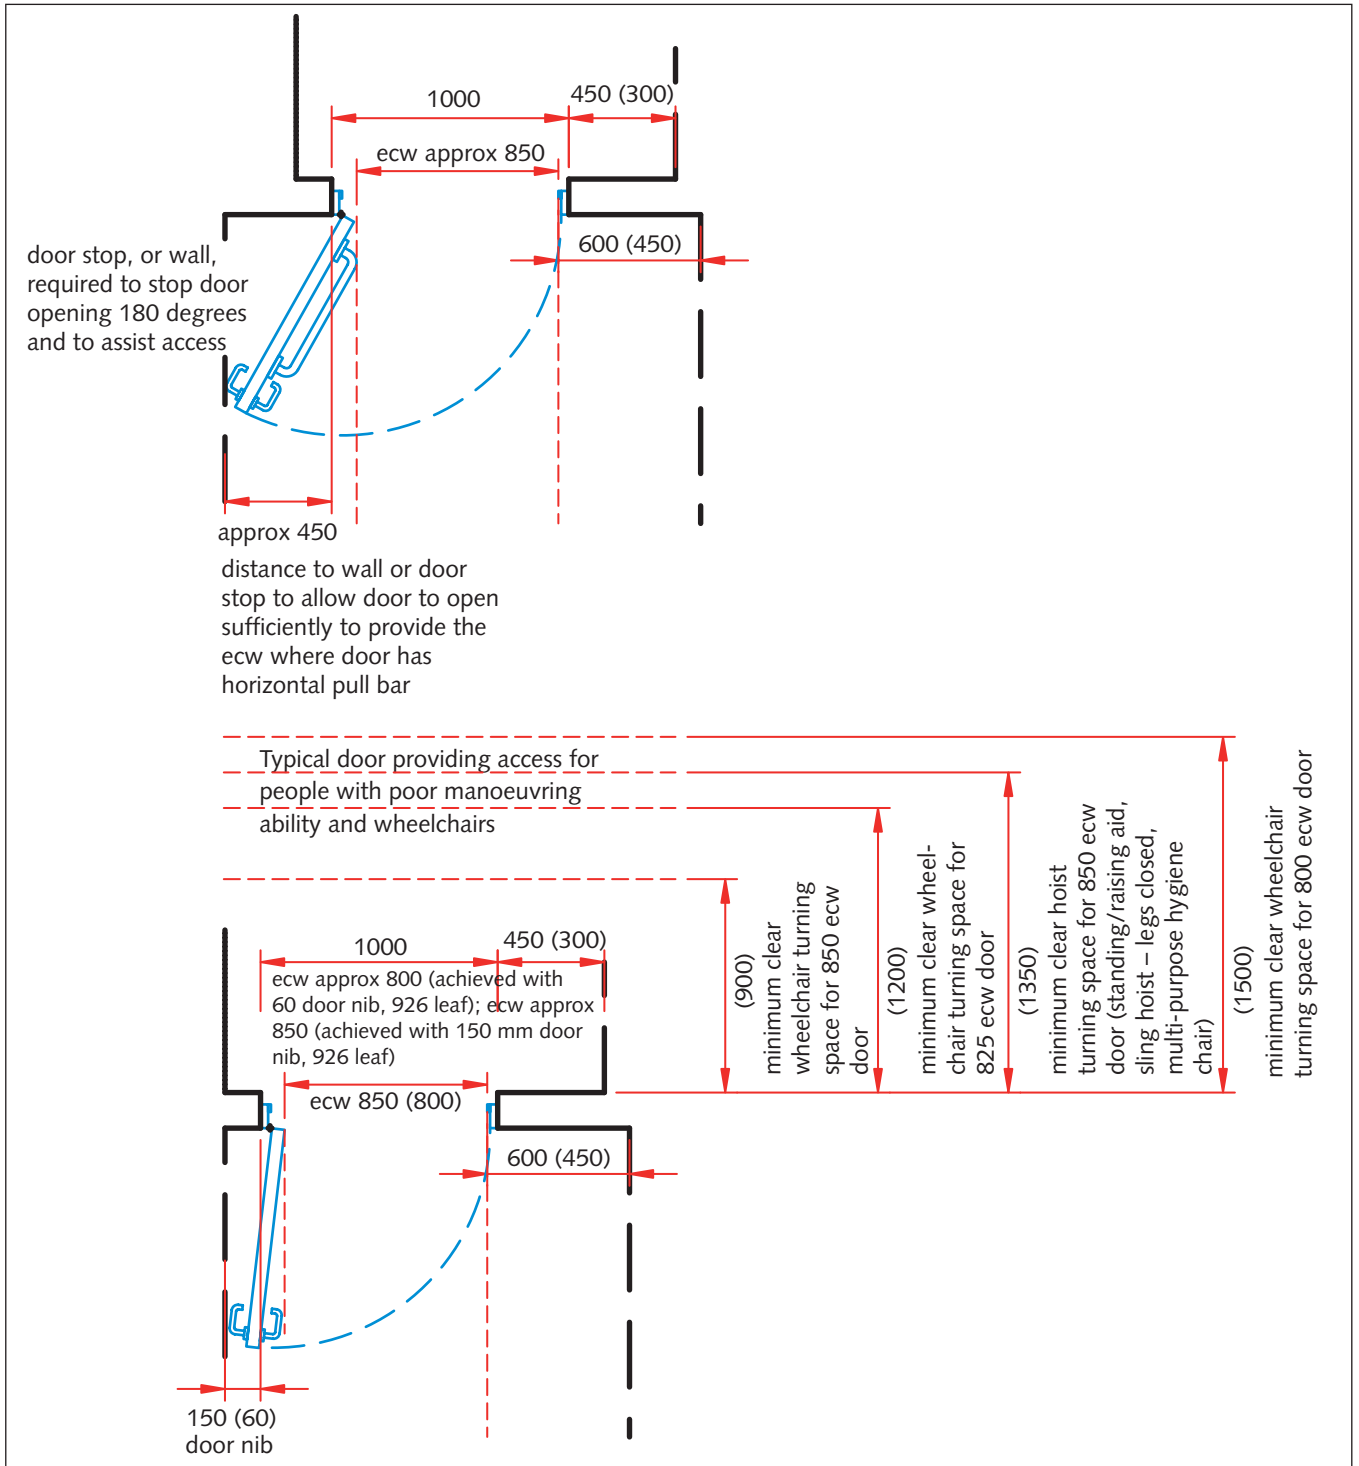 1000
450 (300)
ecw approx 850
600 (450)
door stop, or wall,
required to stop door
opening 180 degrees
and to assist access
approx 450
distance to wall or door
stop to allow door to open
sufficiently to provide the
ecw where door has
horizontal pull bar
Typical door providing access for
people with poor manoeuvring
ability and wheelchairs
1000
450 (300)
ecw approx 800 (achieved with
60 door nib, 926 leaf); ecw approx
850 (achieved with 150 mm door
nib, 926 leaf)
ecw 850 (800)
600 (450)
150 (60)
door nib
(900)
minimum clear
wheelchair turning
space for 850 ecw
door
(1200)
minimum clear wheel-
chair turning space for
825 ecw door
(1350)
minimum clear hoist
turning space for 850 ecw
door (standing/raising aid,
sling hoist – legs closed,
multi-purpose hygiene
chair)
(1500)
minimum clear wheelchair
turning space for 800 ecw door